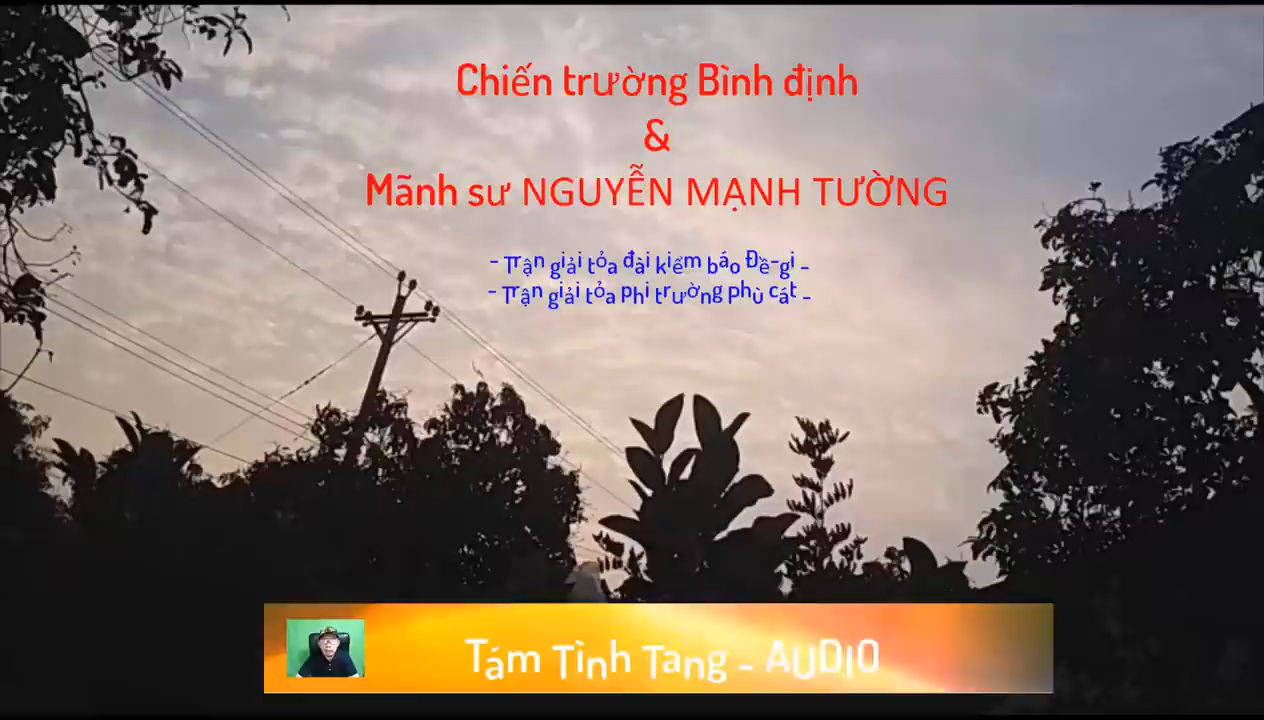 Chiến trường Bình định
&
Mãnh sư NGUYỄN MẠNH TƯỜNG
- Trận giải tỏa đài kiểm báo Đề-gi -
- Trận giải tỏa phi trường phù cát -
Tám Tình Tang - AUDIO